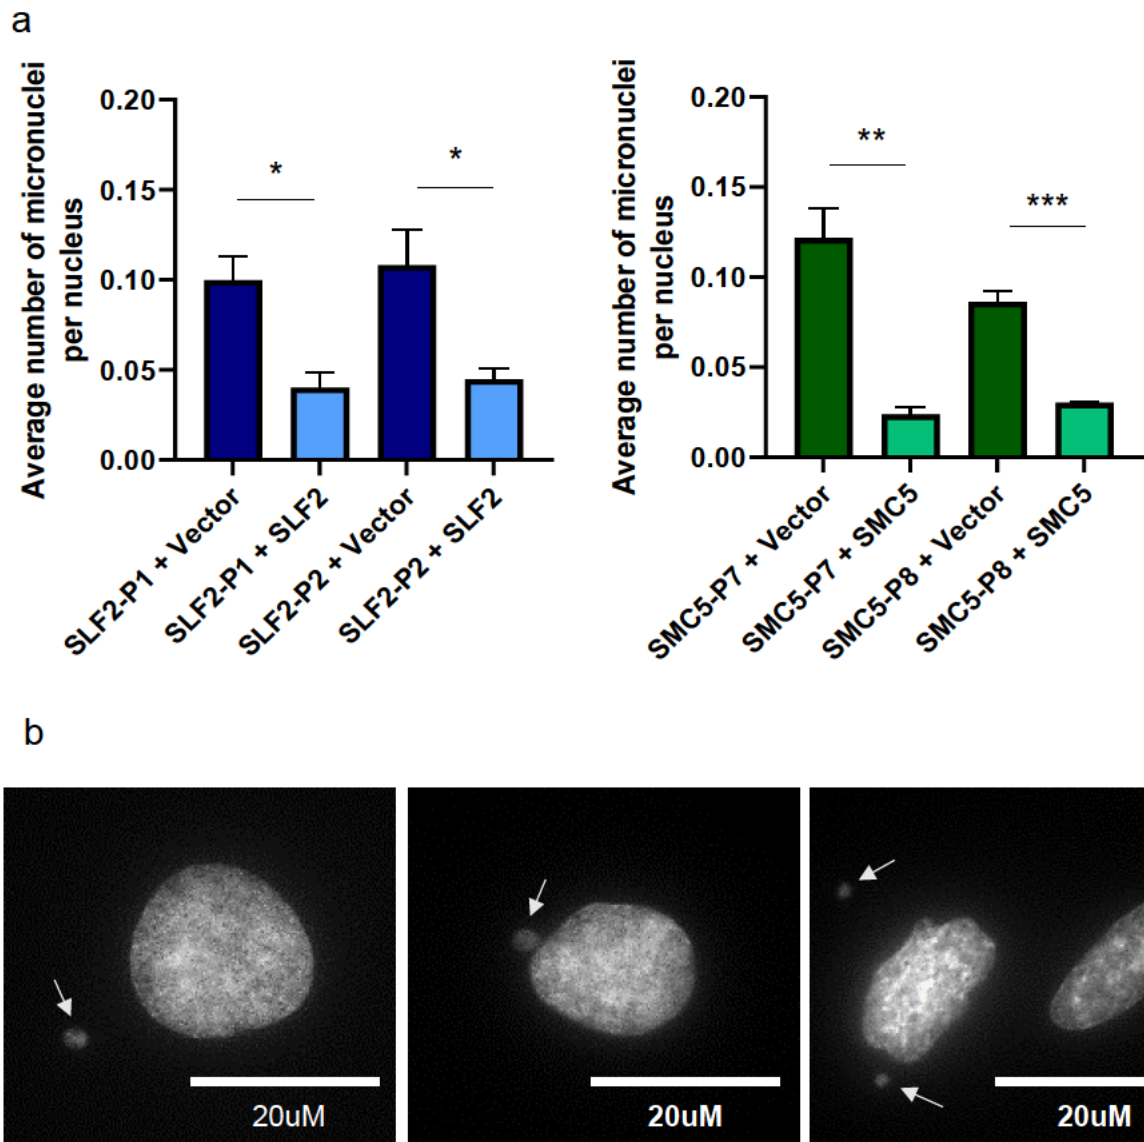 a
Average number of micronuclei
per nucleus
0.20
0.15
0.10
0.05
0.00
*
*
SLF2-P1 + Vector
SLF2-P1 + SLF2
SLF2-P2 + Vector
SLF2-P2 + SLF2
Average number of micronuclei
per nucleus
0.20
0.15
0.10
0.05
0.00
**
***
SMC5-P7 + Vector
SMC5-P7 + SMC5
SMC5-P8 + Vector
SMC5-P8 + SMC5
b
20uM
20uM
20uM